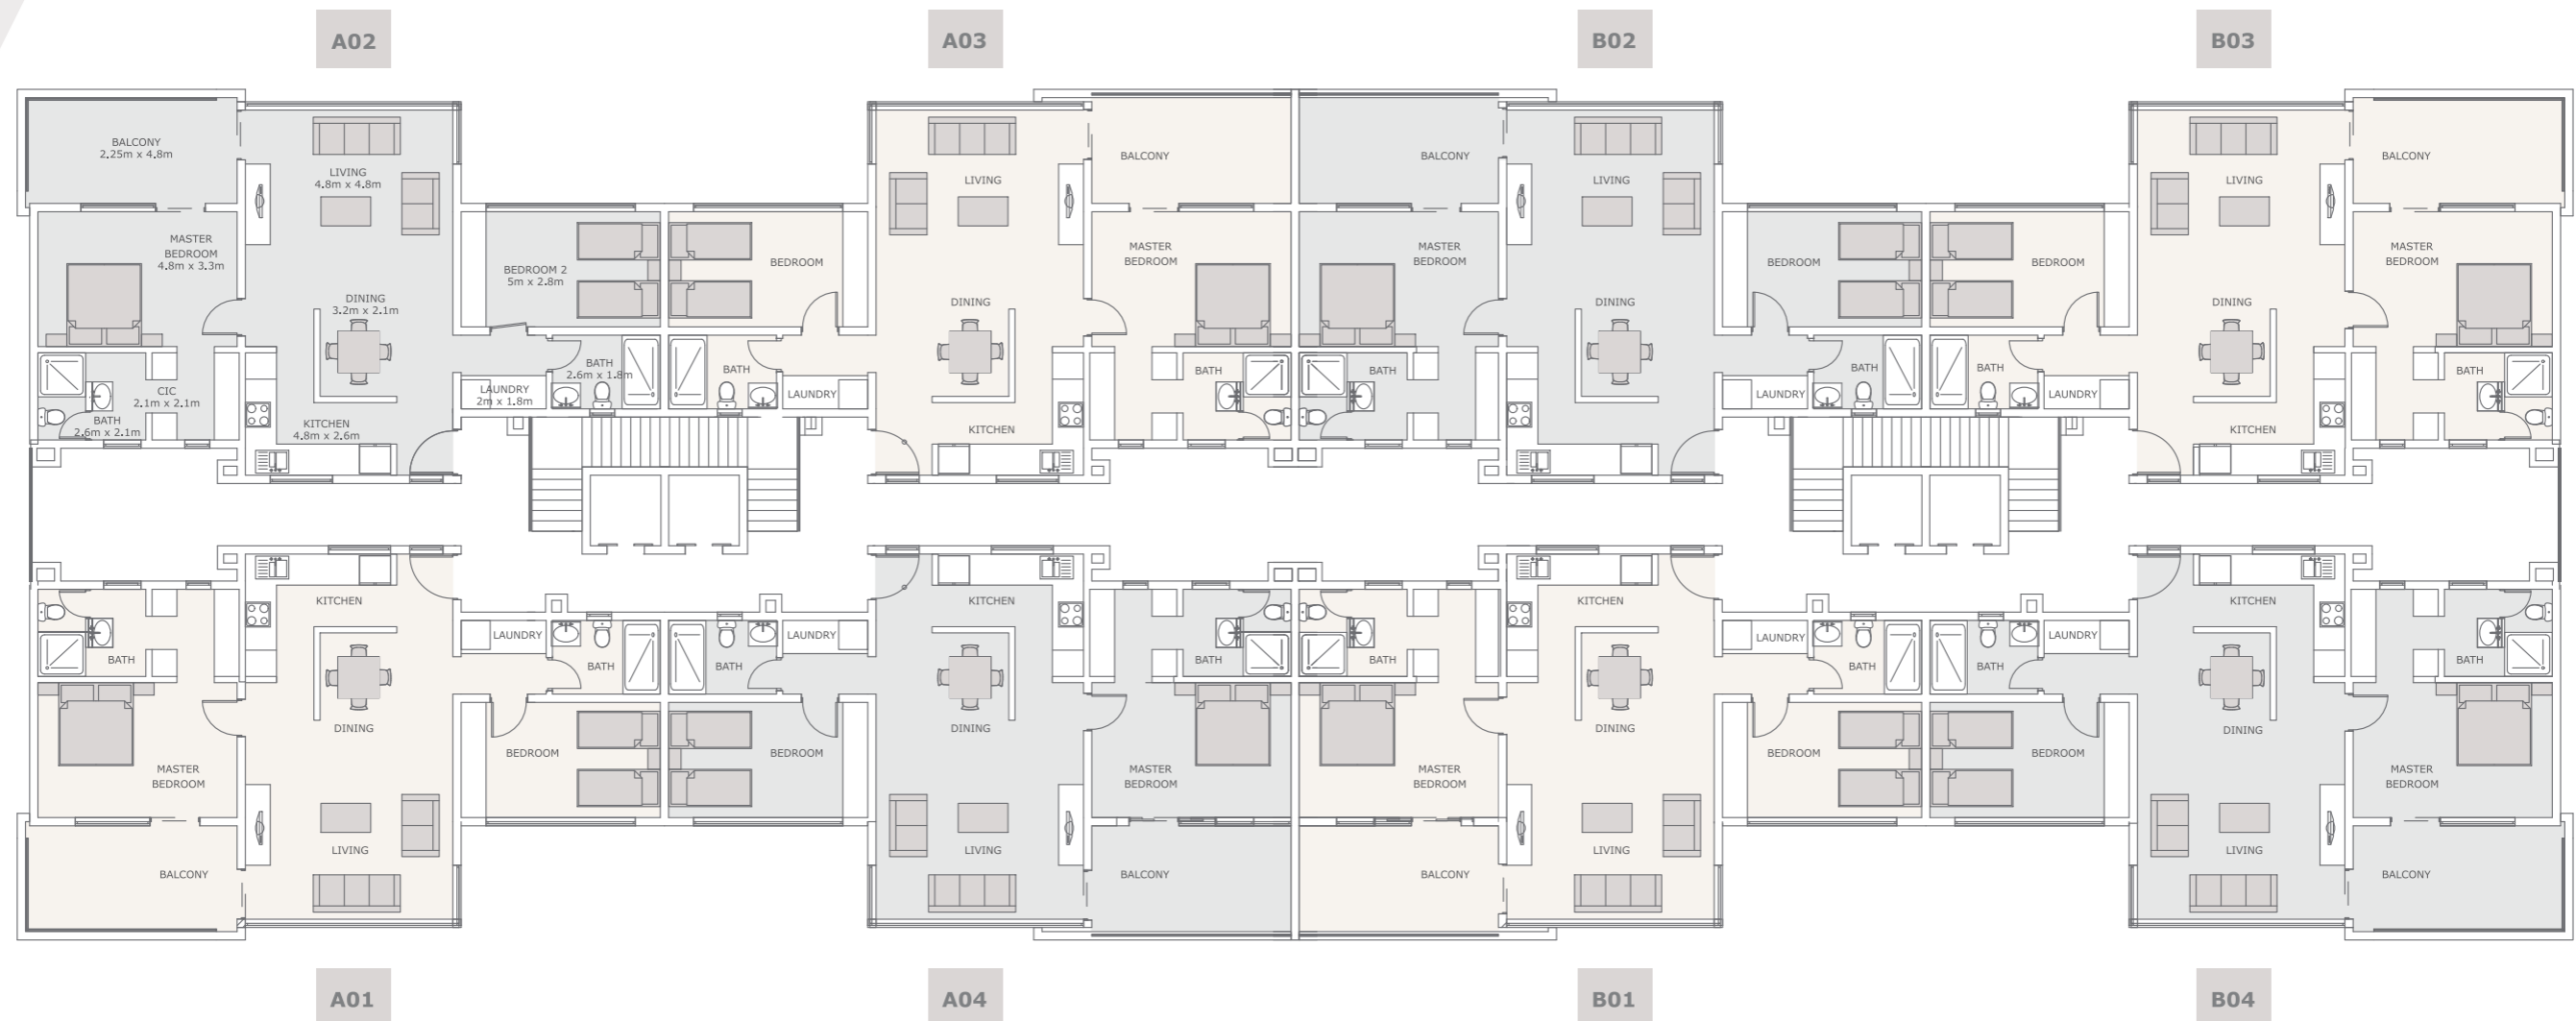 A02
A03
B02
B03
BALCONY
2.25m x 4.8m
LIVING
4.8m x 4.8m
MASTER
BEDROOM
4.8m x 3.3m
DINING
3.2m x 2.1m
BEDROOM 2
5m x 2.8m
BATH
2.6m x 1.8m
LAUNDRY
2m x 1.8m
CIC
2.1m x 2.1m
BATH
2.6m x 2.1m
KITCHEN
4.8m x 2.6m
BEDROOM
BATH
LAUNDRY
LIVING
DINING
KITCHEN
BALCONY
MASTER
BEDROOM
BATH
BALCONY
MASTER
BEDROOM
BATH
LIVING
DINING
KITCHEN
BEDROOM
BATH
LAUNDRY
BEDROOM
BATH
LAUNDRY
LIVING
DINING
KITCHEN
BALCONY
MASTER
BEDROOM
BATH
KITCHEN
LAUNDRY
BATH
BATH
DINING
BEDROOM
MASTER
BEDROOM
LIVING
BALCONY
LAUNDRY
BATH
BEDROOM
KITCHEN
DINING
LIVING
BATH
MASTER
BEDROOM
BALCONY
BATH
MASTER
BEDROOM
BALCONY
KITCHEN
DINING
LIVING
LAUNDRY
BATH
BEDROOM
LAUNDRY
BATH
BEDROOM
KITCHEN
DINING
LIVING
BATH
MASTER
BEDROOM
BALCONY
A01
A04
B01
B04